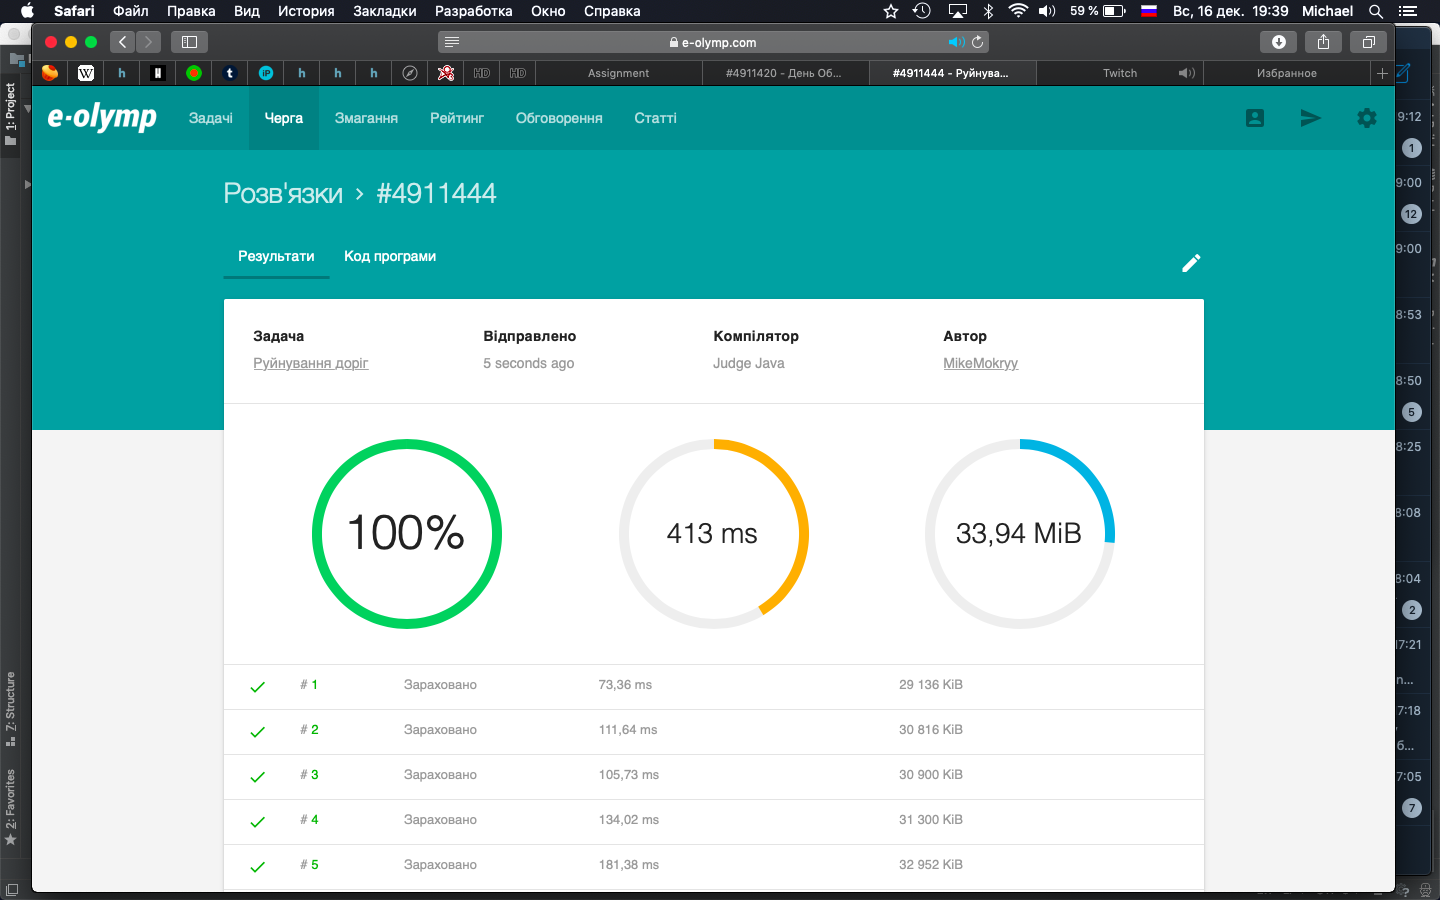 Safari Файл Правка Вид История Закладки Разработка Окно Справка 59 % Вс, 16 дек. 19:39 Michael
e-olymp.com
W h t iP h h h HD HD Assignment #4911420 - День Об... #4911444 - Руйнува... Twitch Избранное
e-olymp Задачі Черга Змагання Рейтинг Обговорення Статті
Розв'язки › #4911444
Результати Код програми
Задача Відправлено Компілятор Автор
Руйнування доріг 5 seconds ago Judge Java MikeMokryy
100% 413 ms 33,94 MiB
# 1 Зараховано 73,36 ms 29 136 KiB
# 2 Зараховано 111,64 ms 30 816 KiB
# 3 Зараховано 105,73 ms 30 900 KiB
# 4 Зараховано 134,02 ms 31 300 KiB
# 5 Зараховано 181,38 ms 32 952 KiB
1: Project
7: Structure
2: Favorites
9:12
1
9:00
12
9:00
8:53
8:50
5
8:25
8:08
8:04
2
17:21
n...
7:18
б...
7:05
7